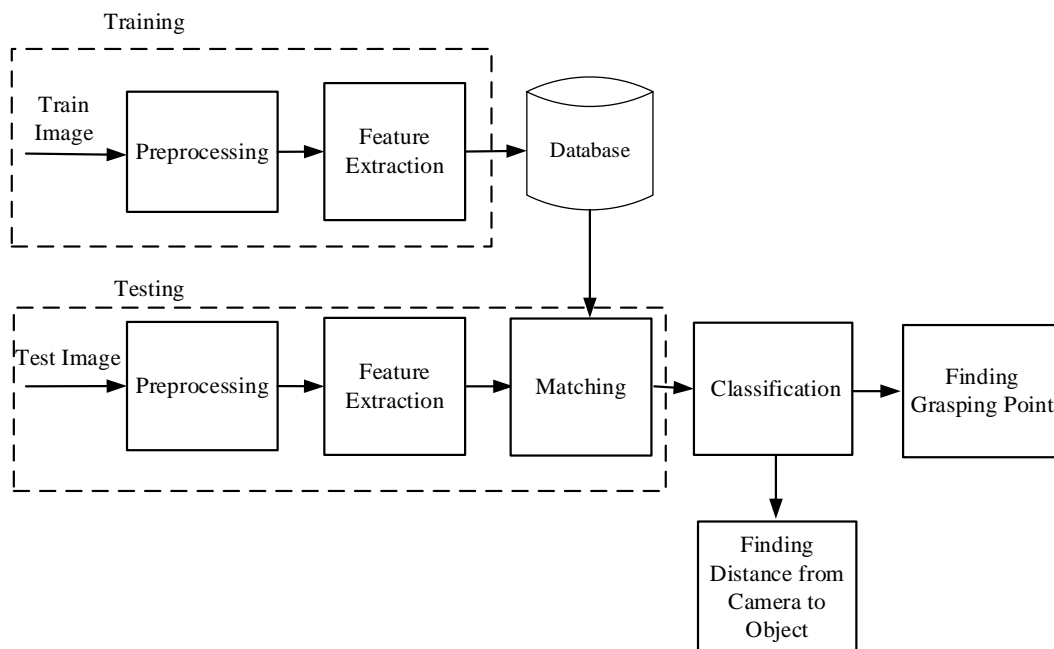 Training
Train
Image
Preprocessing
Feature
Extraction
Database
Testing
Test Image
Preprocessing
Feature
Extraction
Matching
Classification
Finding
Grasping Point
Finding
Distance from
Camera to
Object